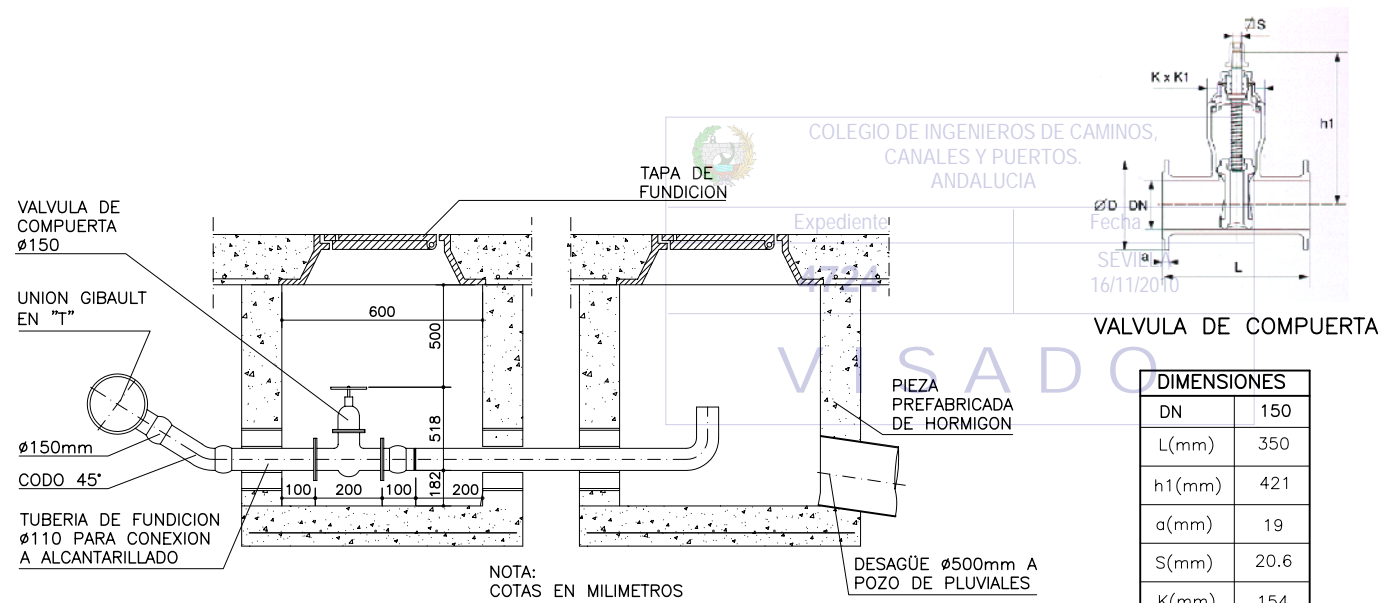 VALVULA DE
COMPUERTA
ø150
UNION GIBAULT
EN "T"
ø150mm
CODO 45°
TUBERIA DE FUNDICION
ø110 PARA CONEXION
A ALCANTARILLADO
TAPA DE
FUNDICION
600
500
518
182
100
200
100
200
NOTA:
COTAS EN MILIMETROS
PIEZA
PREFABRICADA
DE HORMIGON
DESAGÜE ø500mm A
POZO DE PLUVIALES
COLEGIO DE INGENIEROS DE CAMINOS,
CANALES Y PUERTOS.
ANDALUCIA
Expediente
Fecha
4724
SEVILLA
16/11/2010
VISADO
S
K x K1
h1
ØD DN
a
L
VALVULA DE COMPUERTA
DIMENSIONES
DN 150
L(mm) 350
h1(mm) 421
a(mm) 19
S(mm) 20.6
K(mm) 154